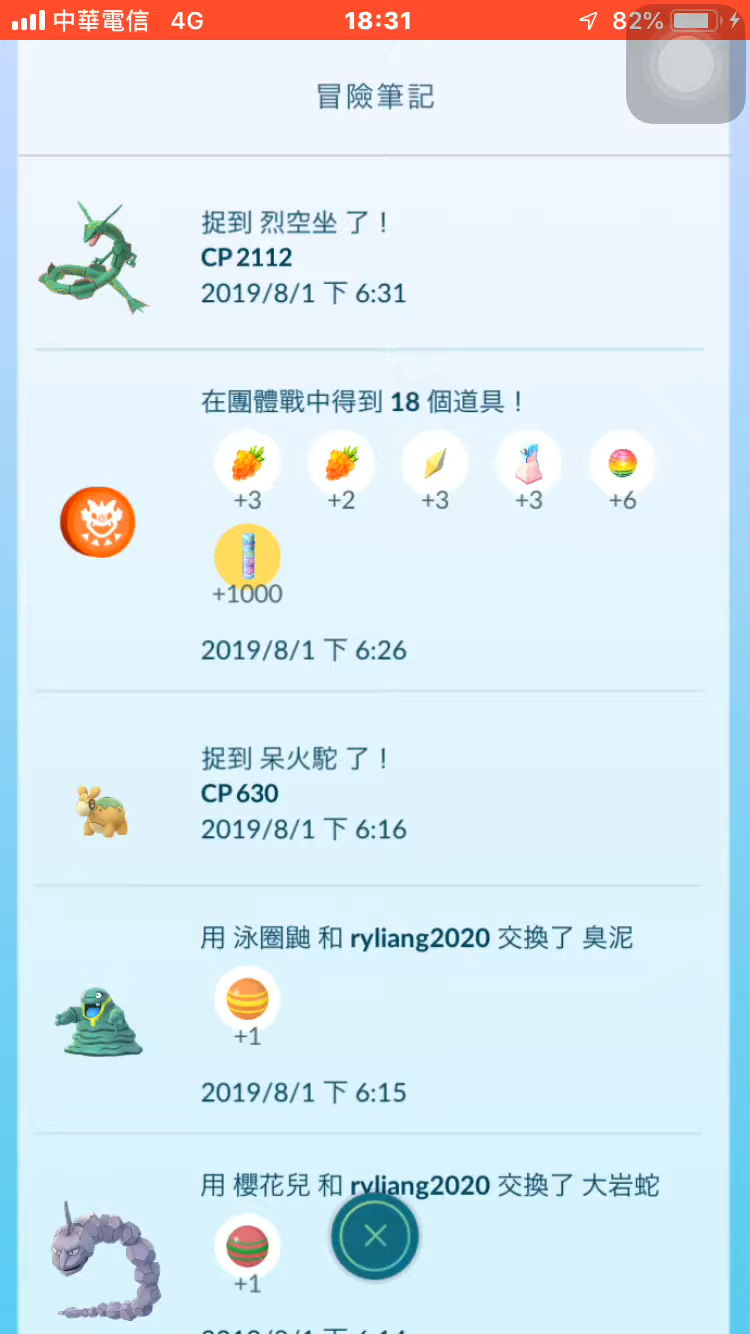 中華電信 4G 18:31 82%
冒險筆記
捉到 烈空坐 了！
CP2112
2019/8/1 下 6:31
在團體戰中得到 18 個道具！
+3 +2 +3 +3 +6
+1000
2019/8/1 下 6:26
捉到 呆火駝 了！
CP630
2019/8/1 下 6:16
用 泳圈鼬 和 ryliang2020 交換了 臭泥
+1
2019/8/1 下 6:15
用 櫻花兒 和 ryliang2020 交換了 大岩蛇
+1